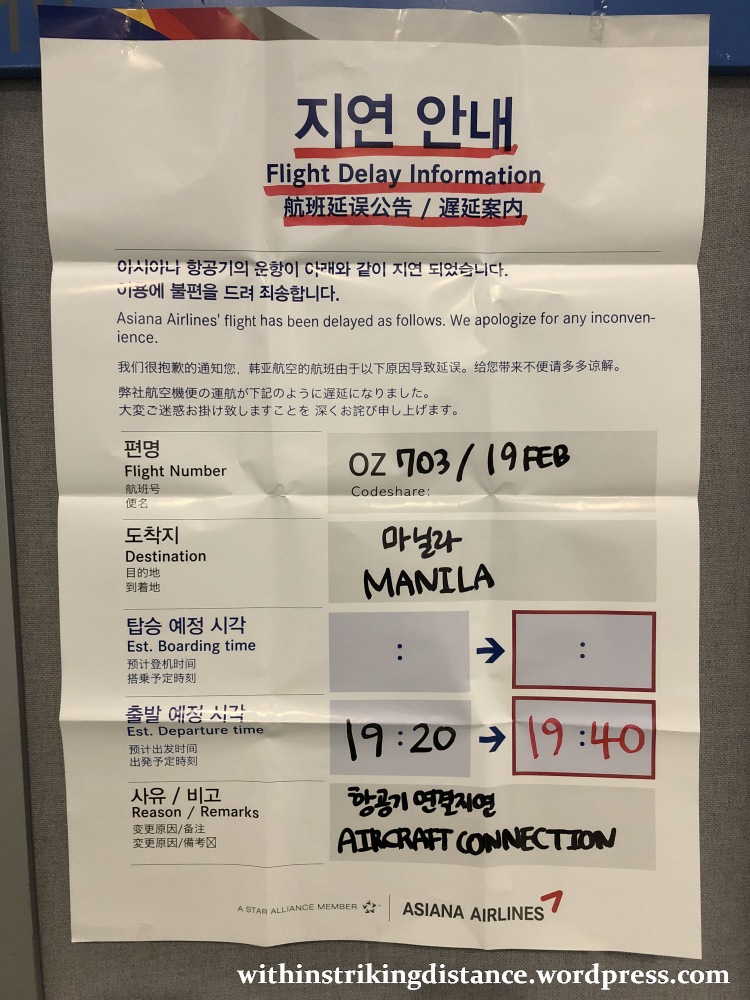 지연 안내
Flight Delay Information
航班延误公告 / 遅延案内
아시아나 항공기의 운항이 아래와 같이 지연 되었습니다.
이용에 불편을 드려 죄송합니다.
Asiana Airlines' flight has been delayed as follows. We apologize for any inconven-
ience.
我们很抱歉的通知您，韩亚航空的航班由于以下原因导致延误。给您带来不便请多多谅解。
弊社航空機便の運航が下記のように遅延になりました。
大変ご迷惑お掛け致しますことを 深くお詫び申し上げます。
편명
Flight Number
航班号
便名
OZ 703 / 19 FEB
Codeshare:
도착지
Destination
目的地
到着地
마닐라
MANILA
탑승 예정 시각
Est. Boarding time
预计登机时间
搭乗予定時刻
: → :
출발 예정 시각
Est. Departure time
预计出发时间
出発予定時刻
19:20 → 19:40
사유 / 비고
Reason / Remarks
变更原因/备注
変更原因/備考
항공기 연결지연
AIRCRAFT CONNECTION
A STAR ALLIANCE MEMBER
ASIANA AIRLINES
withinstrikingdistance.wordpress.com